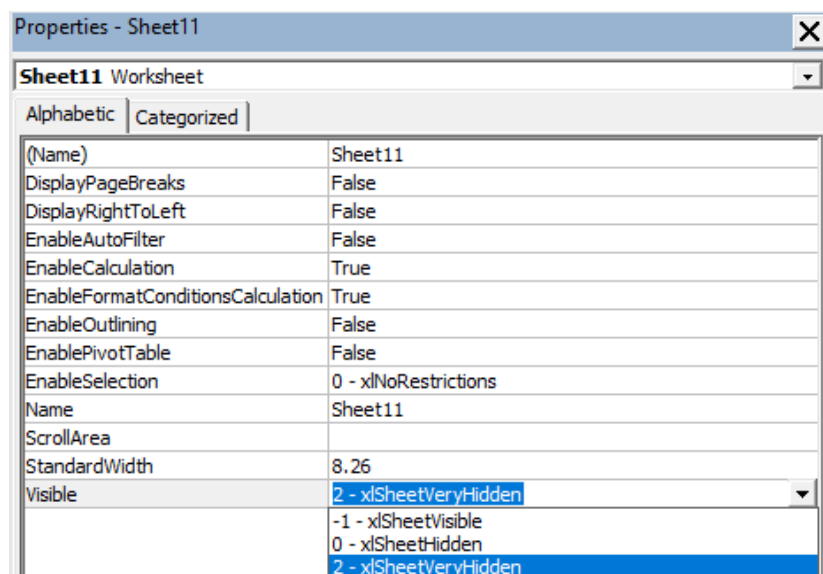 Properties - Sheet11
Sheet11 Worksheet
Alphabetic Categorized
(Name) Sheet11
DisplayPageBreaks False
DisplayRightToLeft False
EnableAutoFilter False
EnableCalculation True
EnableFormatConditionsCalculation True
EnableOutlining False
EnablePivotTable False
EnableSelection 0 - xlNoRestrictions
Name Sheet11
ScrollArea
StandardWidth 8.26
Visible 2 - xlSheetVeryHidden
-1 - xlSheetVisible
0 - xlSheetHidden
2 - xlSheetVeryHidden